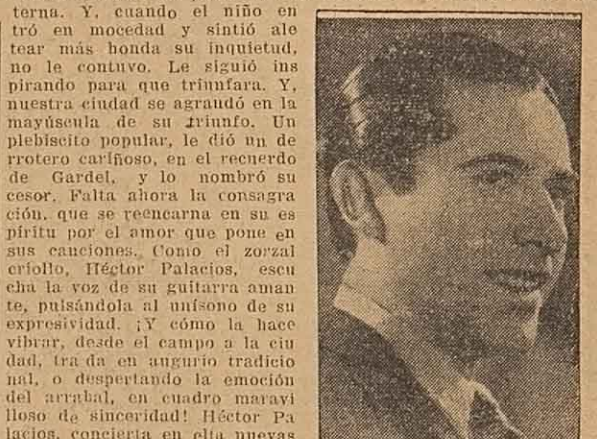 terna. Y, cuando el niño en
tró en mocedad y sintió ale
tear más honda su inquietud,
no le contuvo. Le siguió ins
pirando para que triunfara. Y,
nuestra ciudad se agrandó en la
mayúscula de su triunfo. Un
plebiscito popular, le dió un de
rrotero cariñoso, en el recuerdo
de Gardel, y lo nombró su
cesor. Falta ahora la consagra
ción, que se reencarna en su es
píritu por el amor que pone en
sus canciones. Como el zorzal
criollo, Héctor Palacios, escu
cha la voz de su guitarra aman
te, pulsándola al unísono de su
expresividad. ¡Y cómo la hace
vibrar, desde el campo a la ciu
dad, tra da en augurio tradicio
nal, o despertando la emoción
del arrabal, en cuadro maravi
lloso de sinceridad! Héctor Pa
lacios, concierta en ella nuevas